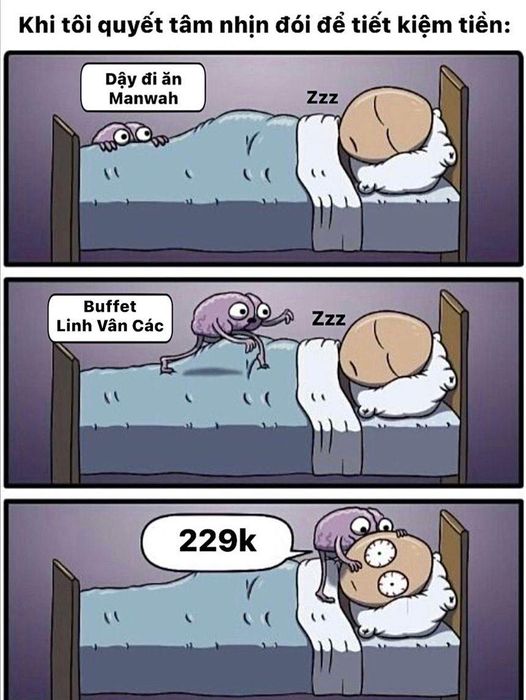 Khi tôi quyết tâm nhịn đói để tiết kiệm tiền:
Dậy đi ăn
Manwah
Zzz
Buffet
Linh Vân Các
Zzz
229k